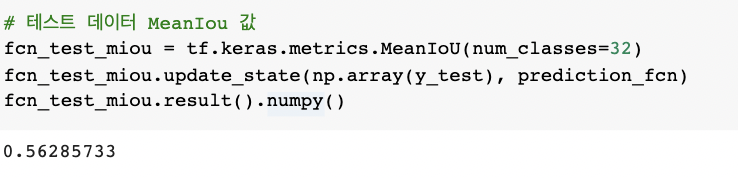 # 테스트 데이터 MeanIou 값
fcn_test_miou = tf.keras.metrics.MeanIoU(num_classes=32)
fcn_test_miou.update_state(np.array(y_test), prediction_fcn)
fcn_test_miou.result().numpy()
0.56285733